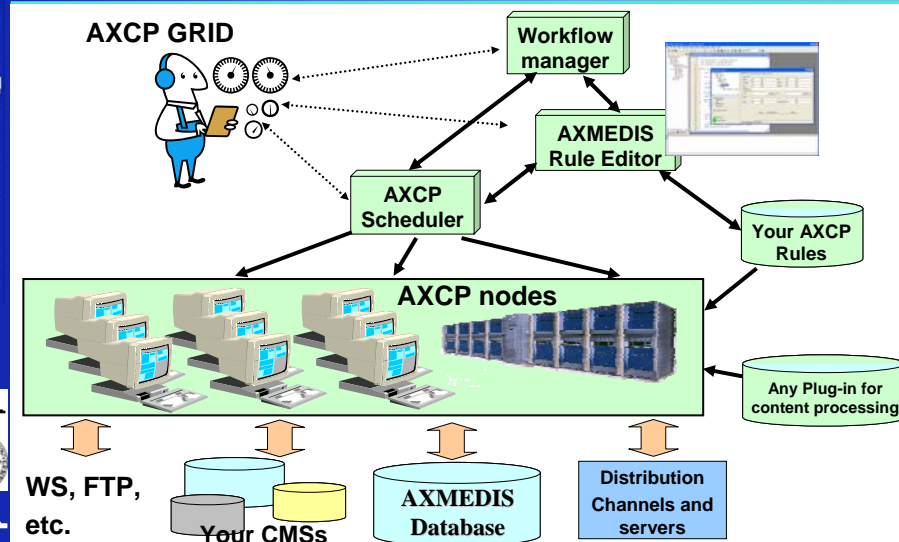 AXCP GRID
Workflow
manager
AXMEDIS
Rule Editor
AXCP
Scheduler
Your AXCP
Rules
AXCP nodes
Any Plug-in for
content processing
WS, FTP,
etc.
Your CMSs
AXMEDIS
Database
Distribution
Channels and
servers